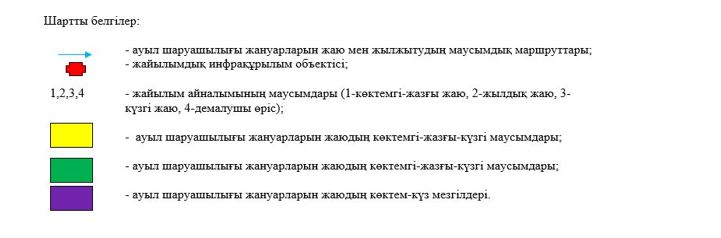 Шартты белгілер:
- ауыл шаруашылығы жануарларын жаю мен жылжытудың маусымдық маршруттары;
- жайылымдық инфрақұрылым объектісі;
1,2,3,4 - жайылым айналымының маусымдары (1-көктемгі-жазғы жаю, 2-жылдық жаю, 3-
күзгі жаю, 4-демалушы өріс);
- ауыл шаруашылығы жануарларын жаюдың көктемгі-жазғы-күзгі маусымдары;
- ауыл шаруашылығы жануарларын жаюдың көктемгі-жазғы-күзгі маусымдары;
- ауыл шаруашылығы жануарларын жаюдың көктем-күз мезгілдері.